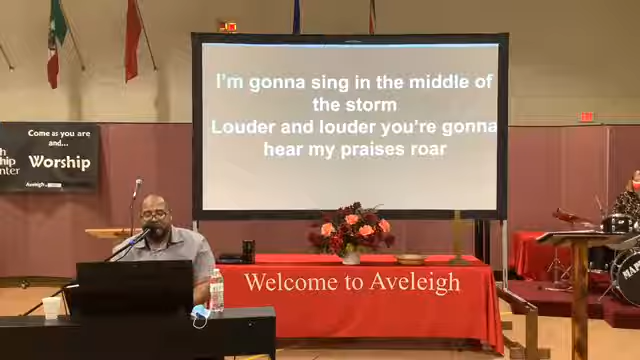 I'm gonna sing in the middle of
the storm
Louder and louder you're gonna
hear my praises roar
Come as you are
and...
Worship
Aveleigh
Welcome to Aveleigh